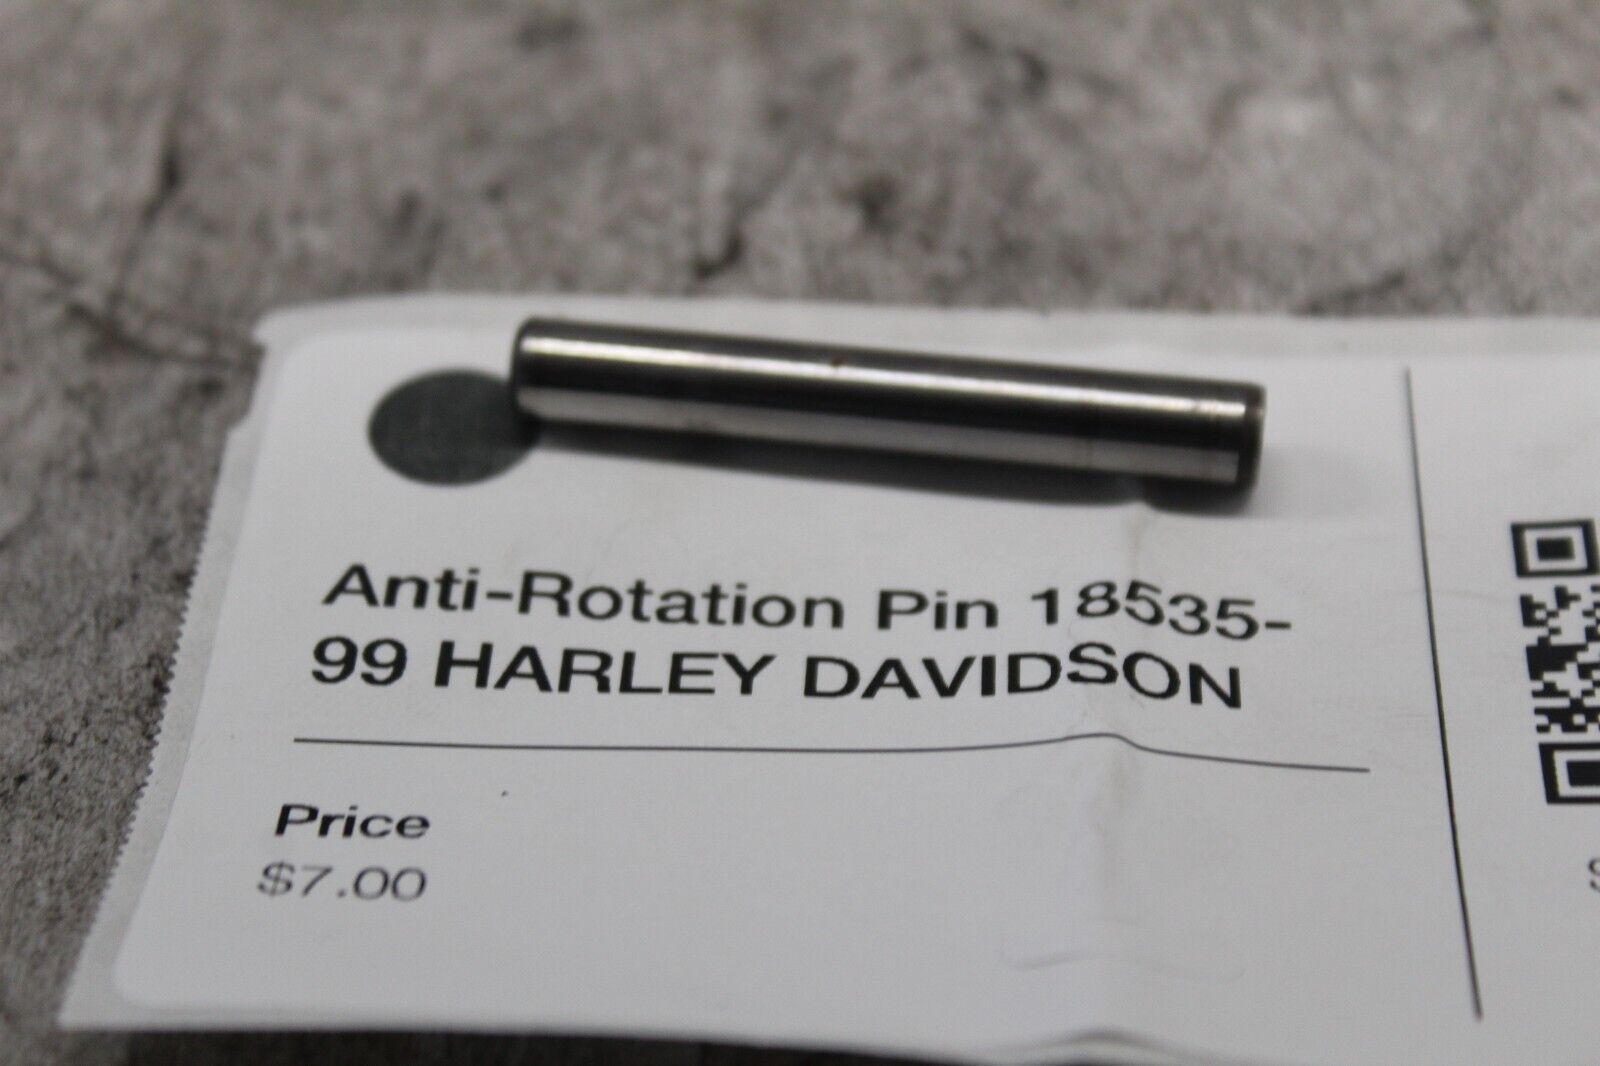 Anti-Rotation Pin 18535-
99 HARLEY DAVIDSON
Price
$7.00